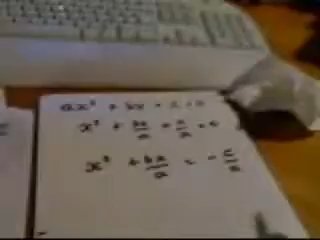 ax² + bx + c = 0
x² + bx/a + c/a = 0
x² + bx/a = - c/a